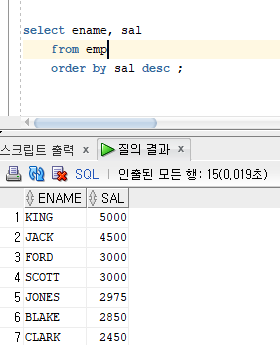 select ename, sal
from emp
order by sal desc ;
스크립트 출력 × 질의 결과 ×
SQL | 인출된 모든 행: 15(0,019초)
ENAME SAL
1 KING 5000
2 JACK 4500
3 FORD 3000
4 SCOTT 3000
5 JONES 2975
6 BLAKE 2850
7 CLARK 2450